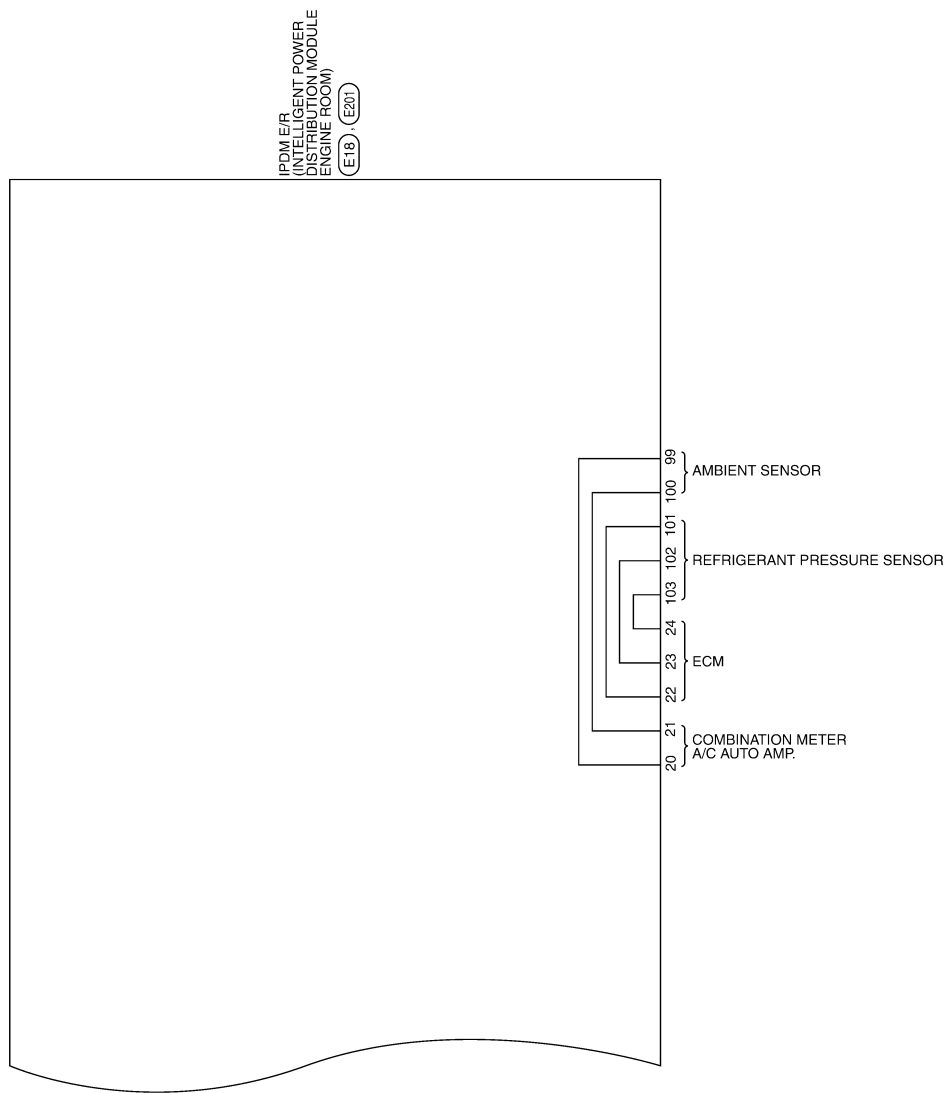 IPDM E/R
(INTELLIGENT POWER
DISTRIBUTION MODULE
ENGINE ROOM)
E18 , E201
99
AMBIENT SENSOR
100
101
102
REFRIGERANT PRESSURE SENSOR
103
24
23
ECM
22
21
COMBINATION METER
A/C AUTO AMP.
20